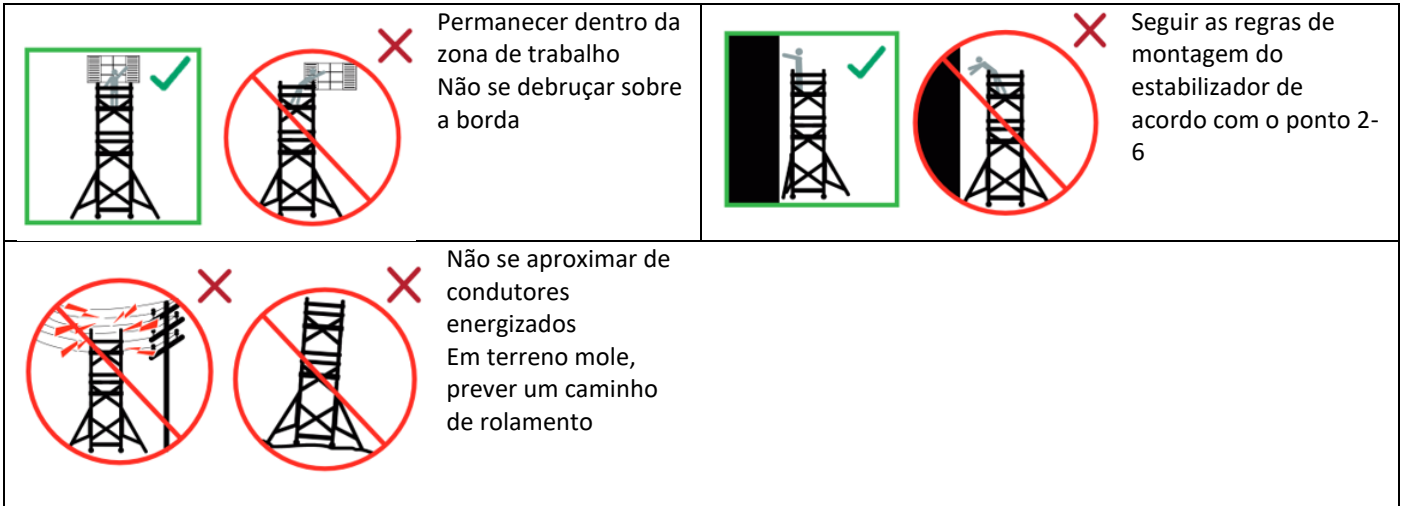 Permanecer dentro da
zona de trabalho
Não se debruçar sobre
a borda
Seguir as regras de
montagem do
estabilizador de
acordo com o ponto 2-
6
Não se aproximar de
condutores
energizados
Em terreno mole,
prever um caminho
de rolamento